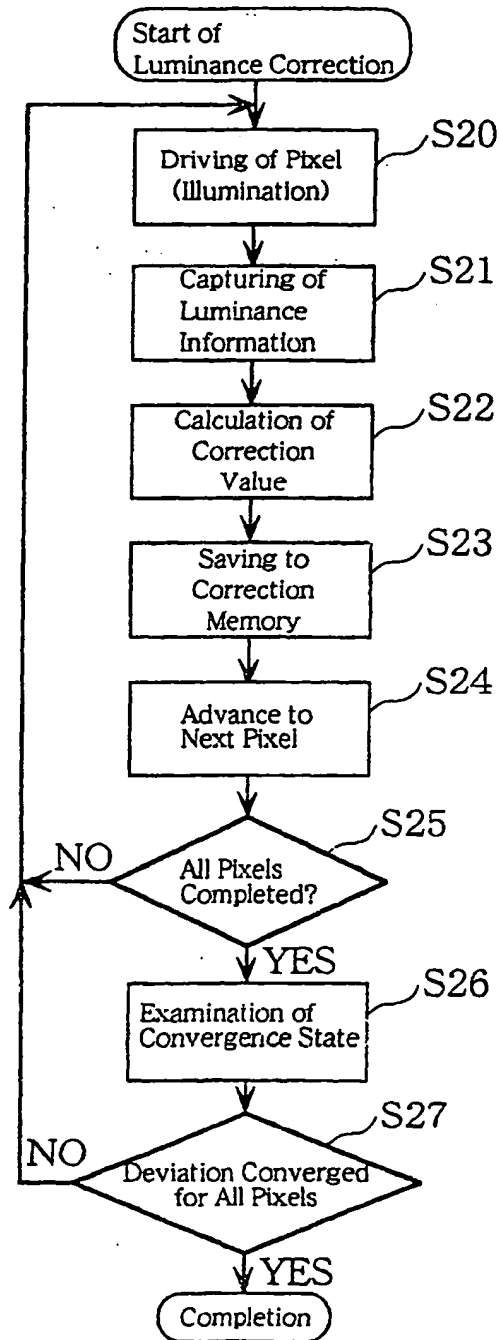 Start of
Luminance Correction
S20
Driving of Pixel
(Illumination)
S21
Capturing of
Luminance
Information
S22
Calculation of
Correction
Value
S23
Saving to
Correction
Memory
S24
Advance to
Next Pixel
S25
NO
All Pixels
Completed?
YES
S26
Examination of
Convergence State
S27
NO
Deviation Converged
for All Pixels
YES
Completion